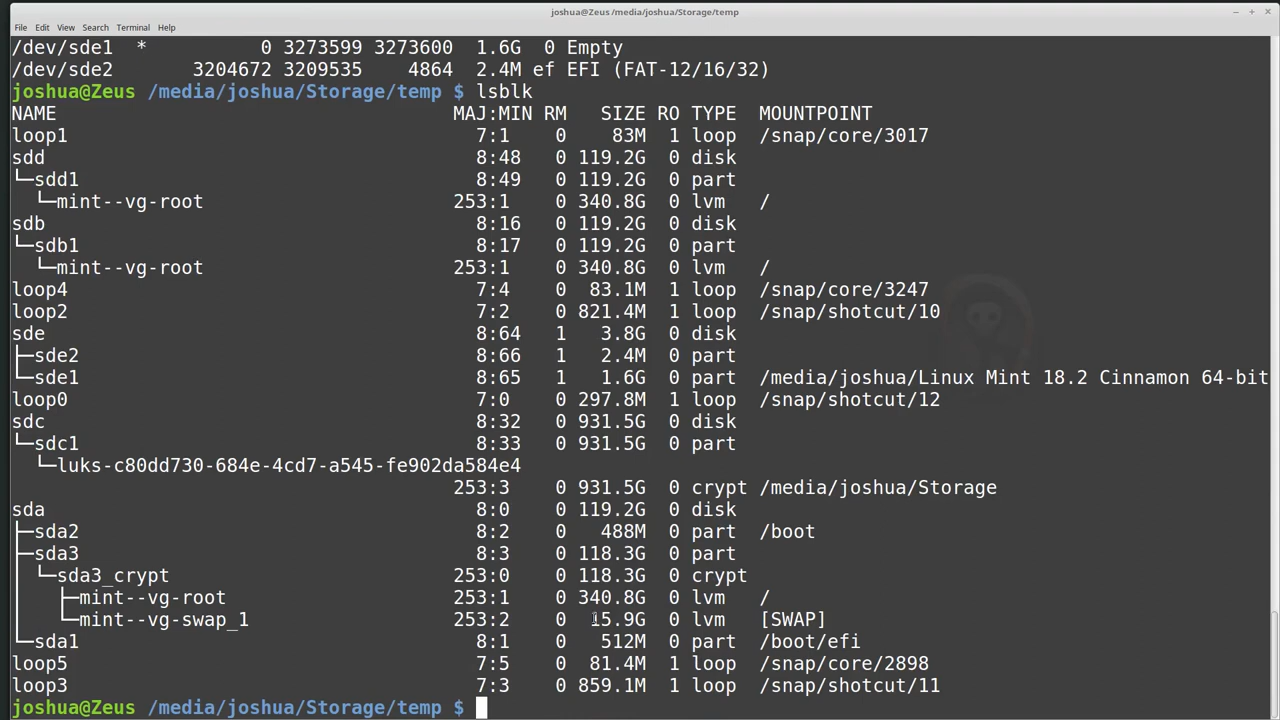 joshua@Zeus /media/joshua/Storage/temp
File Edit View Search Terminal Help
/dev/sde1  *          0 3273599 3273600  1.6G  0 Empty
/dev/sde2       3204672 3209535    4864  2.4M ef EFI (FAT-12/16/32)
joshua@Zeus /media/joshua/Storage/temp $ lsblk
NAME                                   MAJ:MIN RM   SIZE RO TYPE  MOUNTPOINT
loop1                                    7:1    0    83M  1 loop  /snap/core/3017
sdd                                      8:48   0 119.2G  0 disk
└─sdd1                                   8:49   0 119.2G  0 part
  └─mint--vg-root                      253:1    0 340.8G  0 lvm   /
sdb                                      8:16   0 119.2G  0 disk
└─sdb1                                   8:17   0 119.2G  0 part
  └─mint--vg-root                      253:1    0 340.8G  0 lvm   /
loop4                                    7:4    0  83.1M  1 loop  /snap/core/3247
loop2                                    7:2    0 821.4M  1 loop  /snap/shotcut/10
sde                                      8:64   1   3.8G  0 disk
├─sde2                                   8:66   1   2.4M  0 part
└─sde1                                   8:65   1   1.6G  0 part  /media/joshua/Linux Mint 18.2 Cinnamon 64-bit
loop0                                    7:0    0 297.8M  1 loop  /snap/shotcut/12
sdc                                      8:32   0 931.5G  0 disk
└─sdc1                                   8:33   0 931.5G  0 part
  └─luks-c80dd730-684e-4cd7-a545-fe902da584e4
                                       253:3    0 931.5G  0 crypt /media/joshua/Storage
sda                                      8:0    0 119.2G  0 disk
├─sda2                                   8:2    0   488M  0 part  /boot
├─sda3                                   8:3    0 118.3G  0 part
│ └─sda3_crypt                         253:0    0 118.3G  0 crypt
│   ├─mint--vg-root                    253:1    0 340.8G  0 lvm   /
│   └─mint--vg-swap_1                  253:2    0  15.9G  0 lvm   [SWAP]
└─sda1                                   8:1    0   512M  0 part  /boot/efi
loop5                                    7:5    0  81.4M  1 loop  /snap/core/2898
loop3                                    7:3    0 859.1M  1 loop  /snap/shotcut/11
joshua@Zeus /media/joshua/Storage/temp $